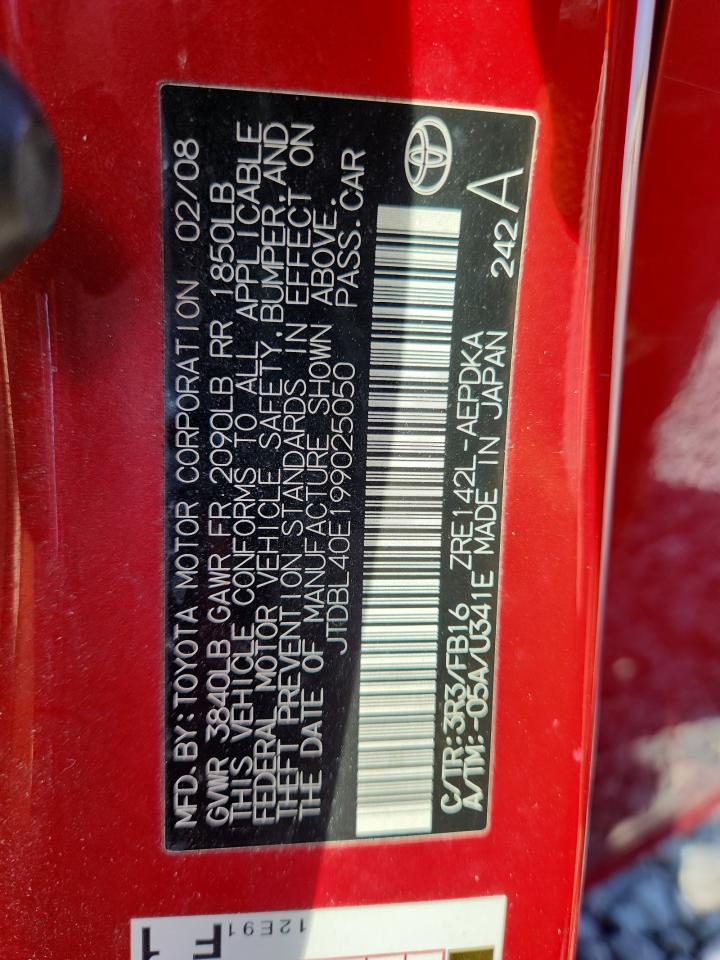 MFD.BY:TOYOTA MOTOR CORPORATION 02/08
GVWR 3840LB GAWR FR 2090LB RR 1850LB
THIS VEHICLE CONFORMS TO ALL APPLICABLE
FEDERAL MOTOR VEHICLE SAFETY,BUMPER,AND
THEFT PREVENTION STANDARDS IN EFFECT ON
THE DATE OF MANUFACTURE SHOWN ABOVE.
JTDBL40E199025050 PASS.CAR
C/TR:3R3/FB16 ZRE142L-AEPDKA
A/TM:-05A/U341E MADE IN JAPAN
242A
12E91